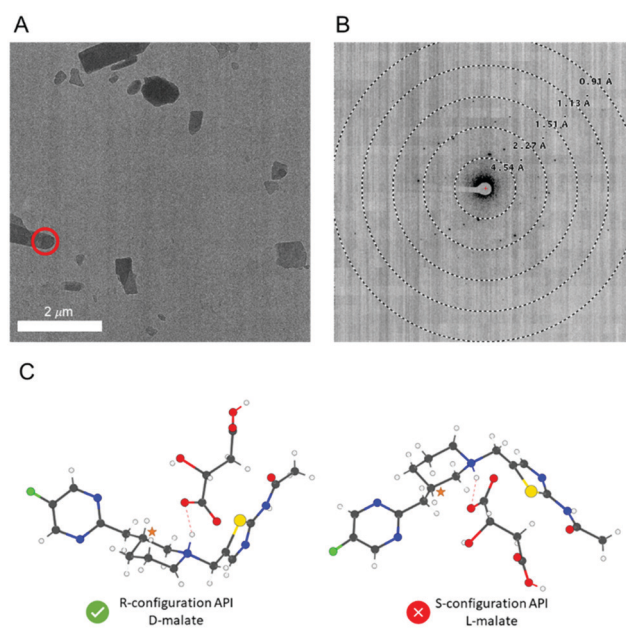 A
B
2 μm
0.91 Å
1.13 Å
1.51 Å
2.27 Å
4.54 Å
C
R-configuration API
D-malate
S-configuration API
L-malate